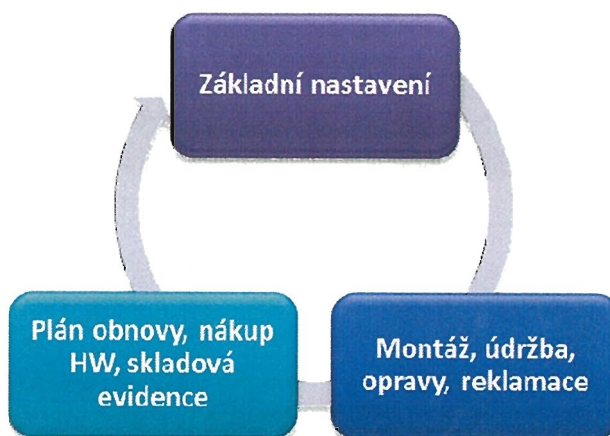 Základní nastavení
Plán obnovy, nákup
HW, skladová
evidence
Montáž, údržba,
opravy, reklamace